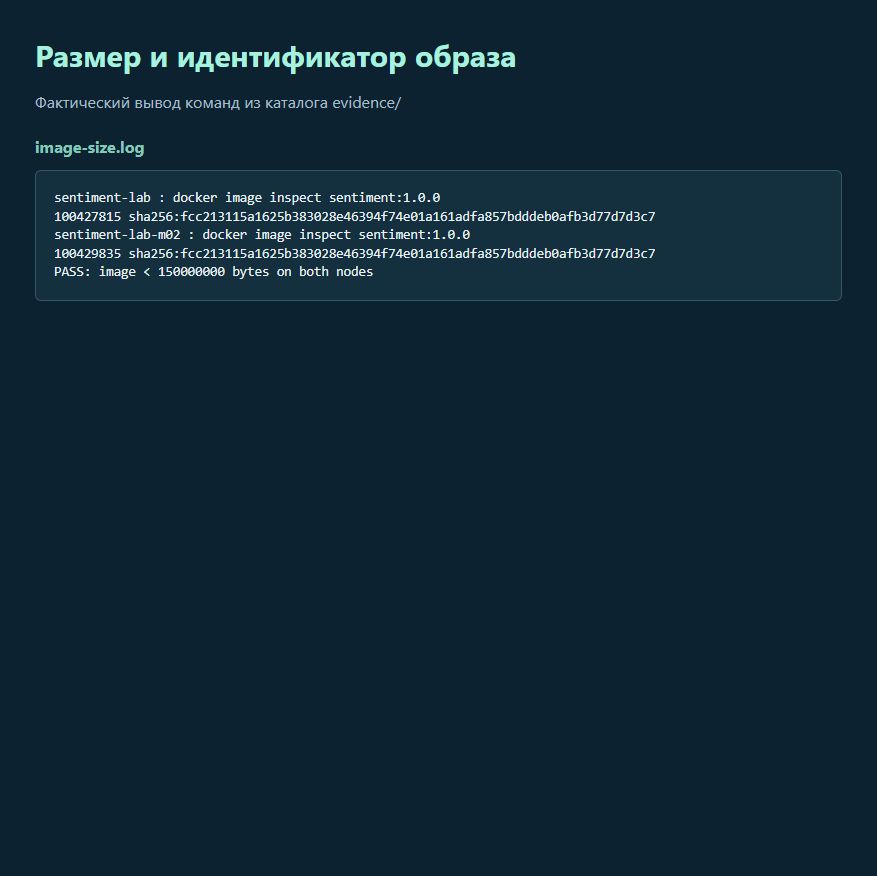 Размер и идентификатор образа
Фактический вывод команд из каталога evidence/
image-size.log
sentiment-lab : docker image inspect sentiment:1.0.0
100427815 sha256:fcc213115a1625b383028e46394f74e01a161adfa857bdddeb0afb3d77d7d3c7
sentiment-lab-m02 : docker image inspect sentiment:1.0.0
100429835 sha256:fcc213115a1625b383028e46394f74e01a161adfa857bdddeb0afb3d77d7d3c7
PASS: image < 150000000 bytes on both nodes